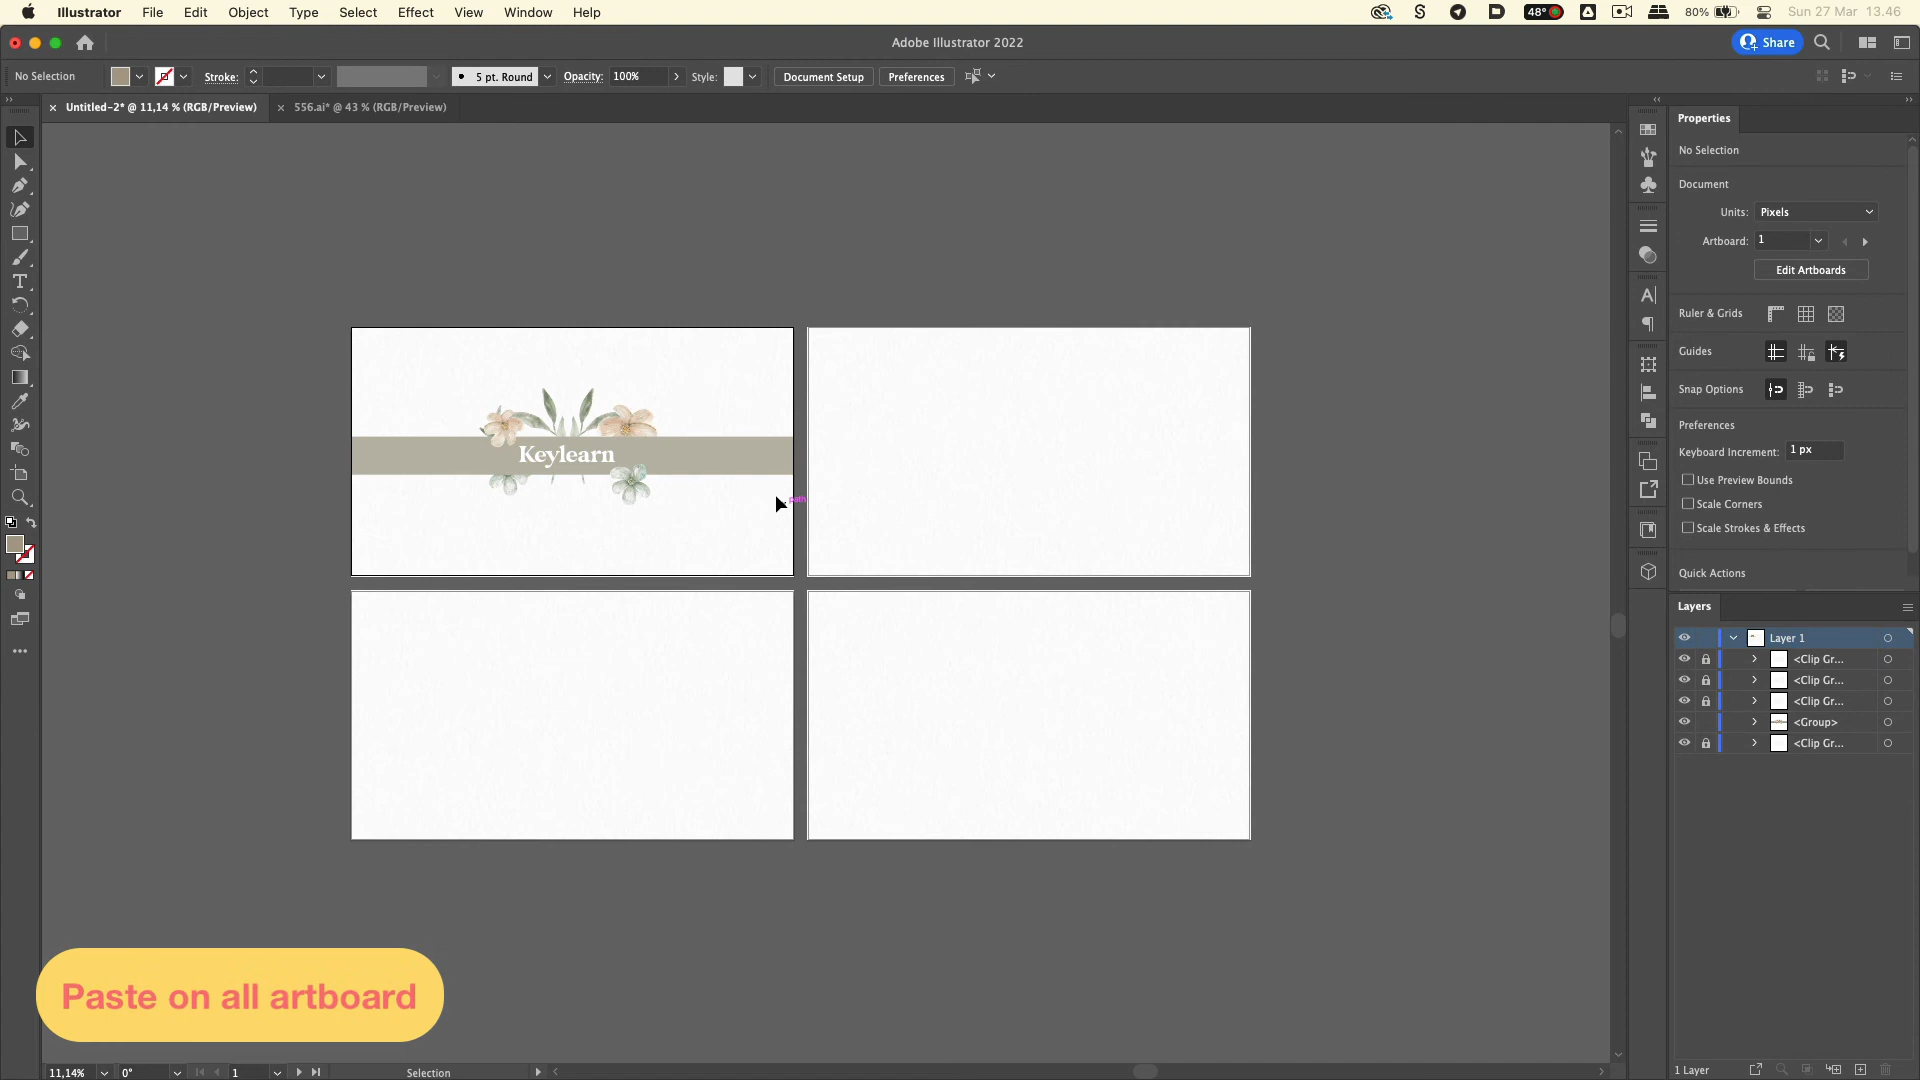 Illustrator File Edit Object Type Select Effect View Window Help 48° 80% Sun 27 Mar 13.46
Adobe Illustrator 2022 Share
No Selection Stroke: 5 pt. Round Opacity: 100% Style: Document Setup Preferences
Untitled-2* @ 11,14 % (RGB/Preview) 556.ai* @ 43 % (RGB/Preview)
Properties
No Selection
Document
Units: Pixels
Artboard: 1
Edit Artboards
Ruler & Grids
Guides
Snap Options
Preferences
Keyboard Increment: 1 px
Use Preview Bounds
Scale Corners
Scale Strokes & Effects
Quick Actions
Keylearn
path
Layers
Layer 1
<Clip Gr...
<Clip Gr...
<Clip Gr...
<Group>
<Clip Gr...
Paste on all artboard
11,14% 0° 1 Selection
1 Layer